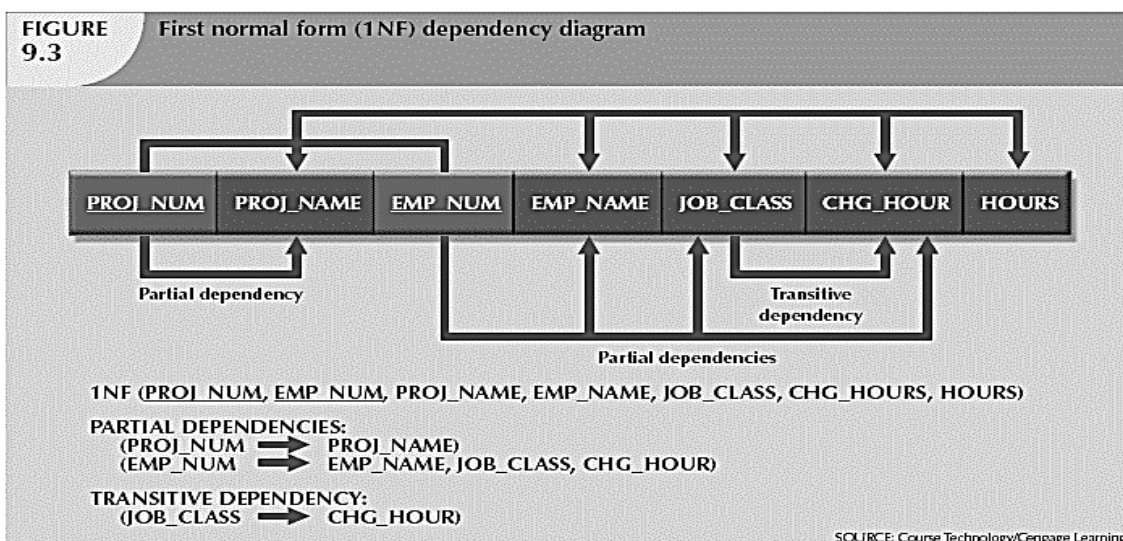 FIGURE
9.3
First normal form (1NF) dependency diagram
PROJ_NUM PROJ_NAME EMP_NUM EMP_NAME JOB_CLASS CHG_HOUR HOURS
Partial dependency
Transitive
dependency
Partial dependencies
1NF (PROJ_NUM, EMP_NUM, PROJ_NAME, EMP_NAME, JOB_CLASS, CHG_HOURS, HOURS)
PARTIAL DEPENDENCIES:
(PROJ_NUM → PROJ_NAME)
(EMP_NUM → EMP_NAME, JOB_CLASS, CHG_HOUR)
TRANSITIVE DEPENDENCY:
(JOB_CLASS → CHG_HOUR)
SOURCE: Course Technology/Cengage Learning